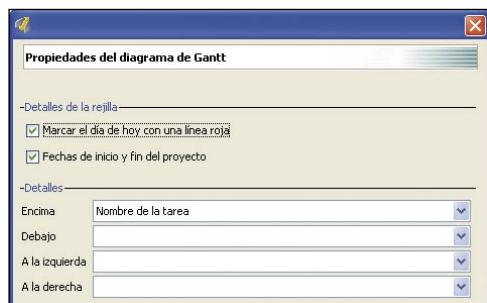 Propiedades del diagrama de Gantt
Detalles de la rejilla
Marcar el día de hoy con una línea roja
Fechas de inicio y fin del proyecto
Detalles
Encima Nombre de la tarea
Debajo
A la izquierda
A la derecha